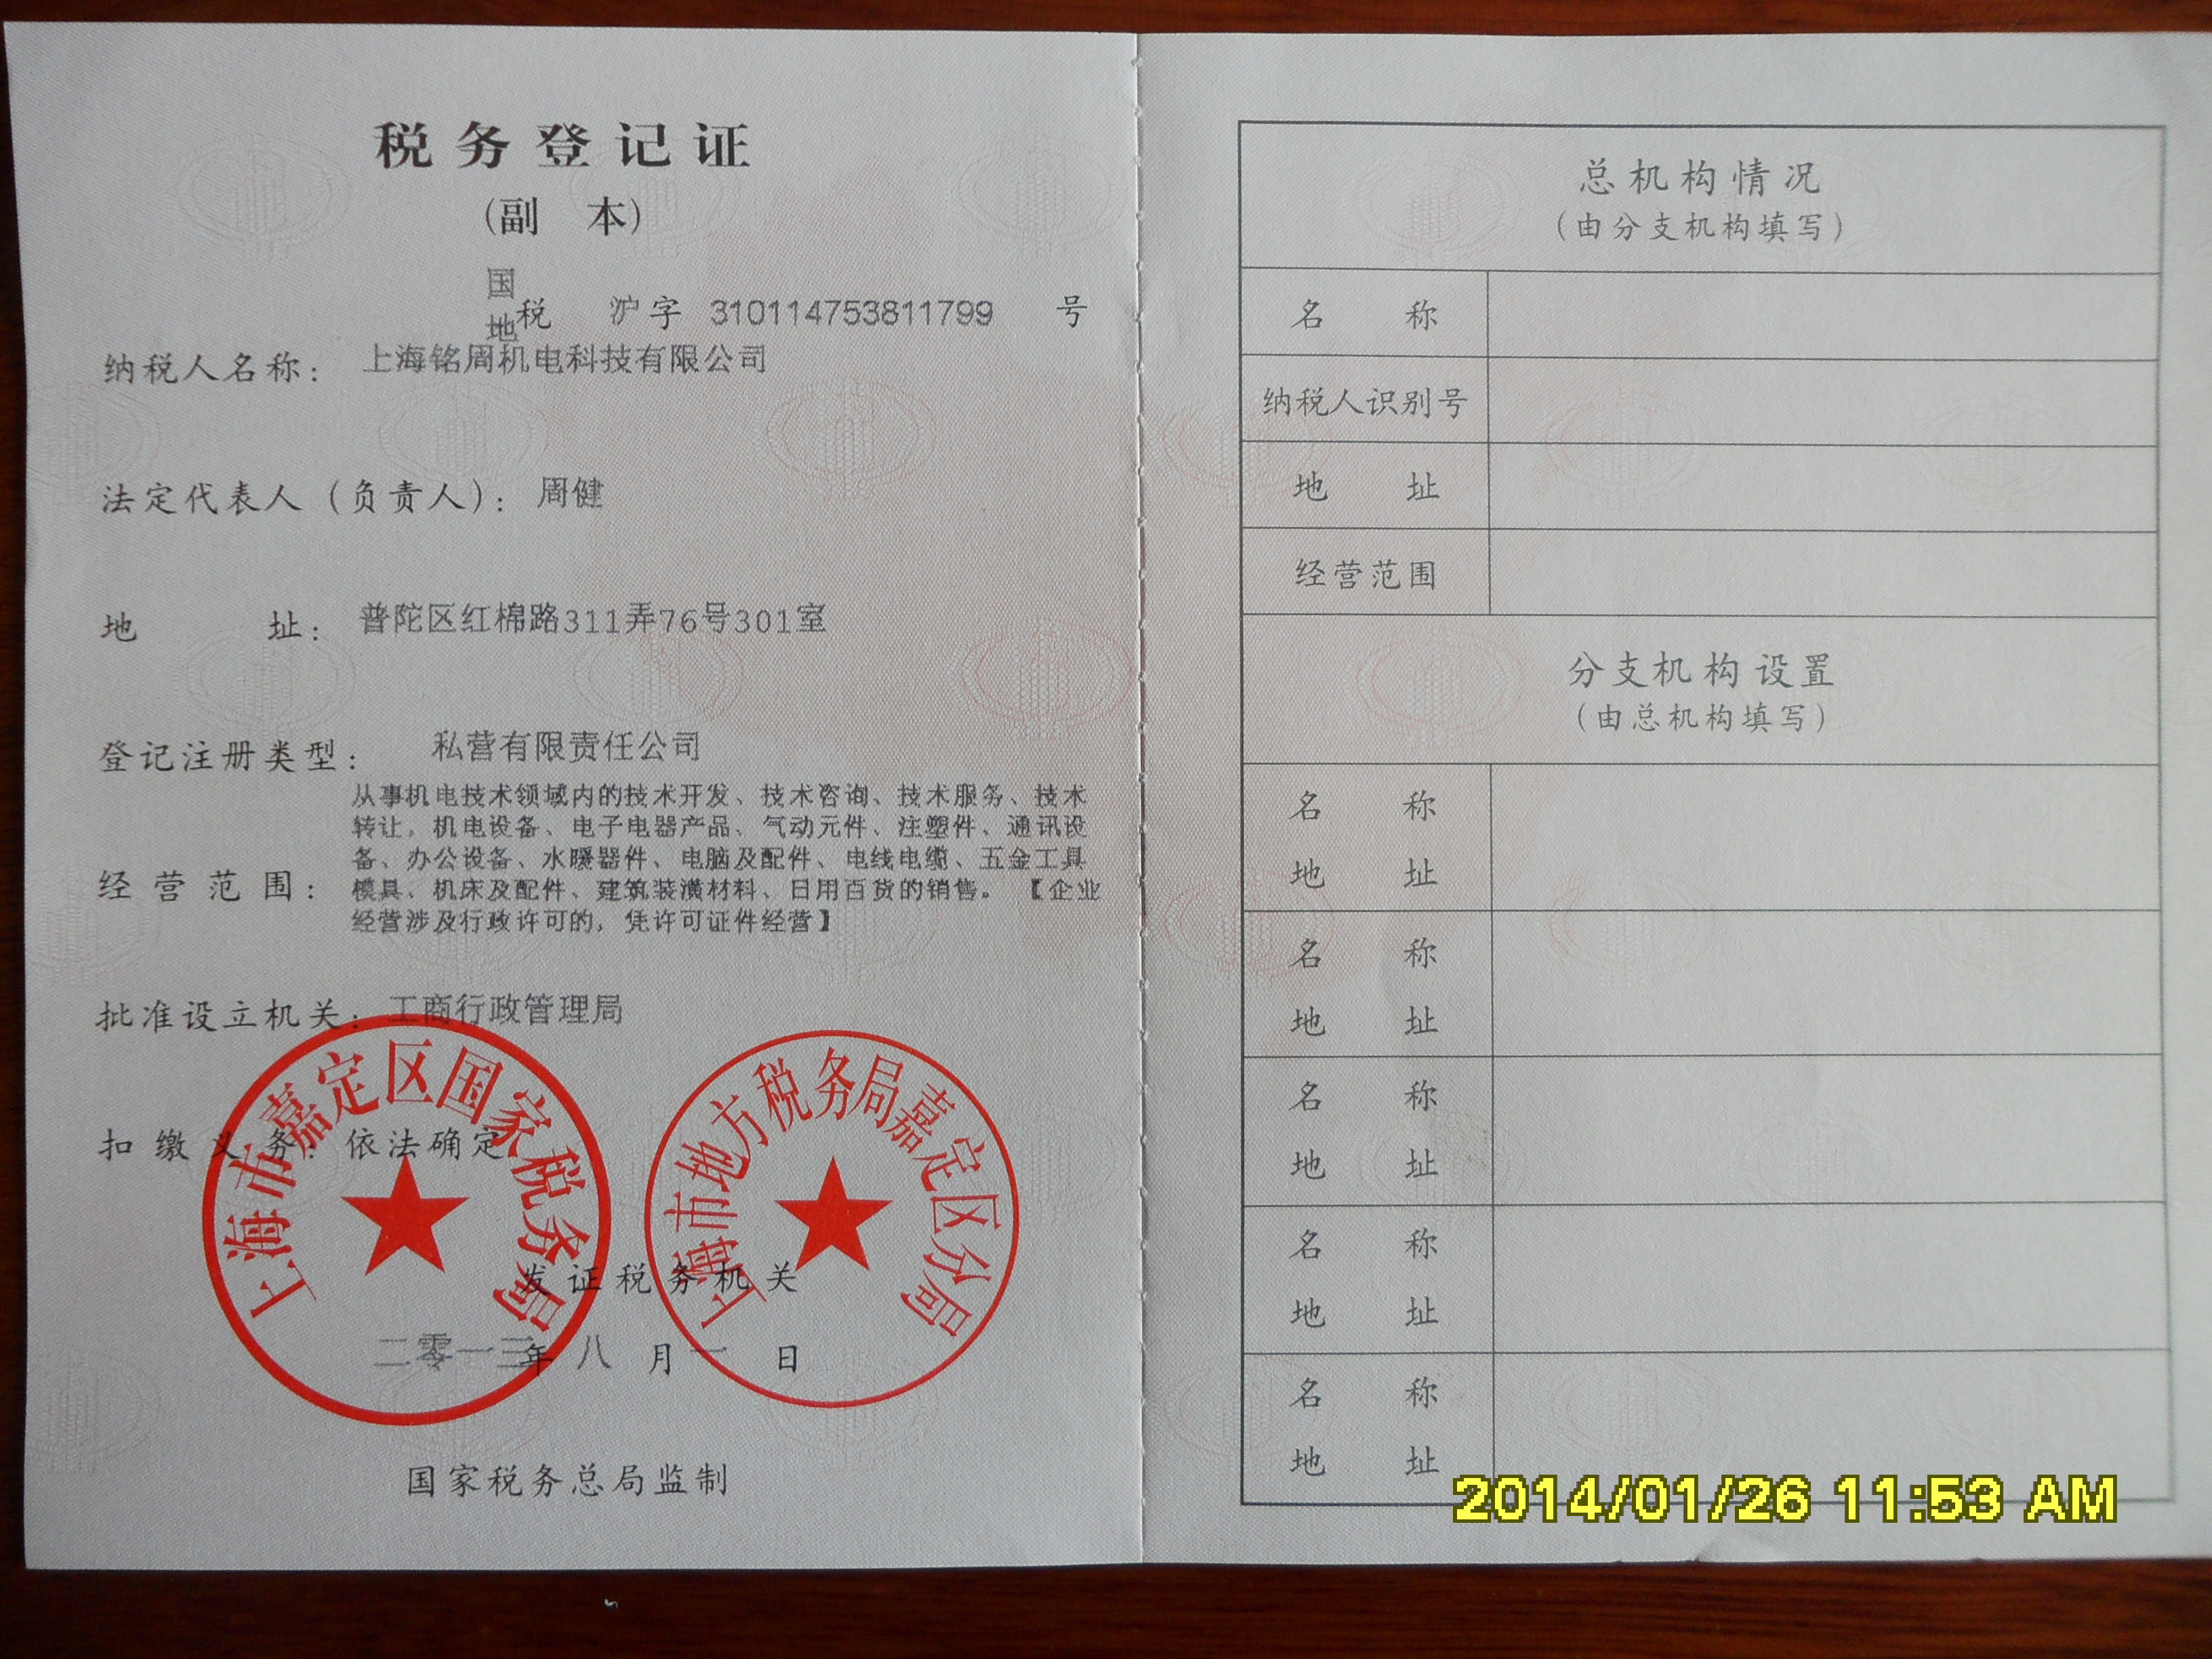 税务登记证
(副 本)
国
地
税 沪字 310114753811799 号
纳税人名称： 上海铭周机电科技有限公司
法定代表人（负责人）： 周健
地 址： 普陀区红棉路311弄76号301室
登记注册类型： 私营有限责任公司
从事机电技术领域内的技术开发、技术咨询、技术服务、技术
转让。机电设备、电子电器产品、气动元件、注塑件、通讯设
备、办公设备、水暖器件、电脑及配件、电线电缆、五金工具
经营范围：
模具、机床及配件、建筑装潢材料、日用百货的销售。 【企业
经营涉及行政许可的，凭许可证件经营】
批准设立机关： 工商行政管理局
扣缴义务：依法确定
上海市嘉定区国家税务局
上海市地方税务局嘉定区分局
发证税务机关
二零一三年 八 月 一 日
国家税务总局监制
总机构情况
（由分支机构填写）
名 称
纳税人识别号
地 址
经营范围
分支机构设置
（由总机构填写）
名 称
地 址
名 称
地 址
名 称
地 址
名 称
地 址
名 称
地 址
2014/01/26 11:53 AM